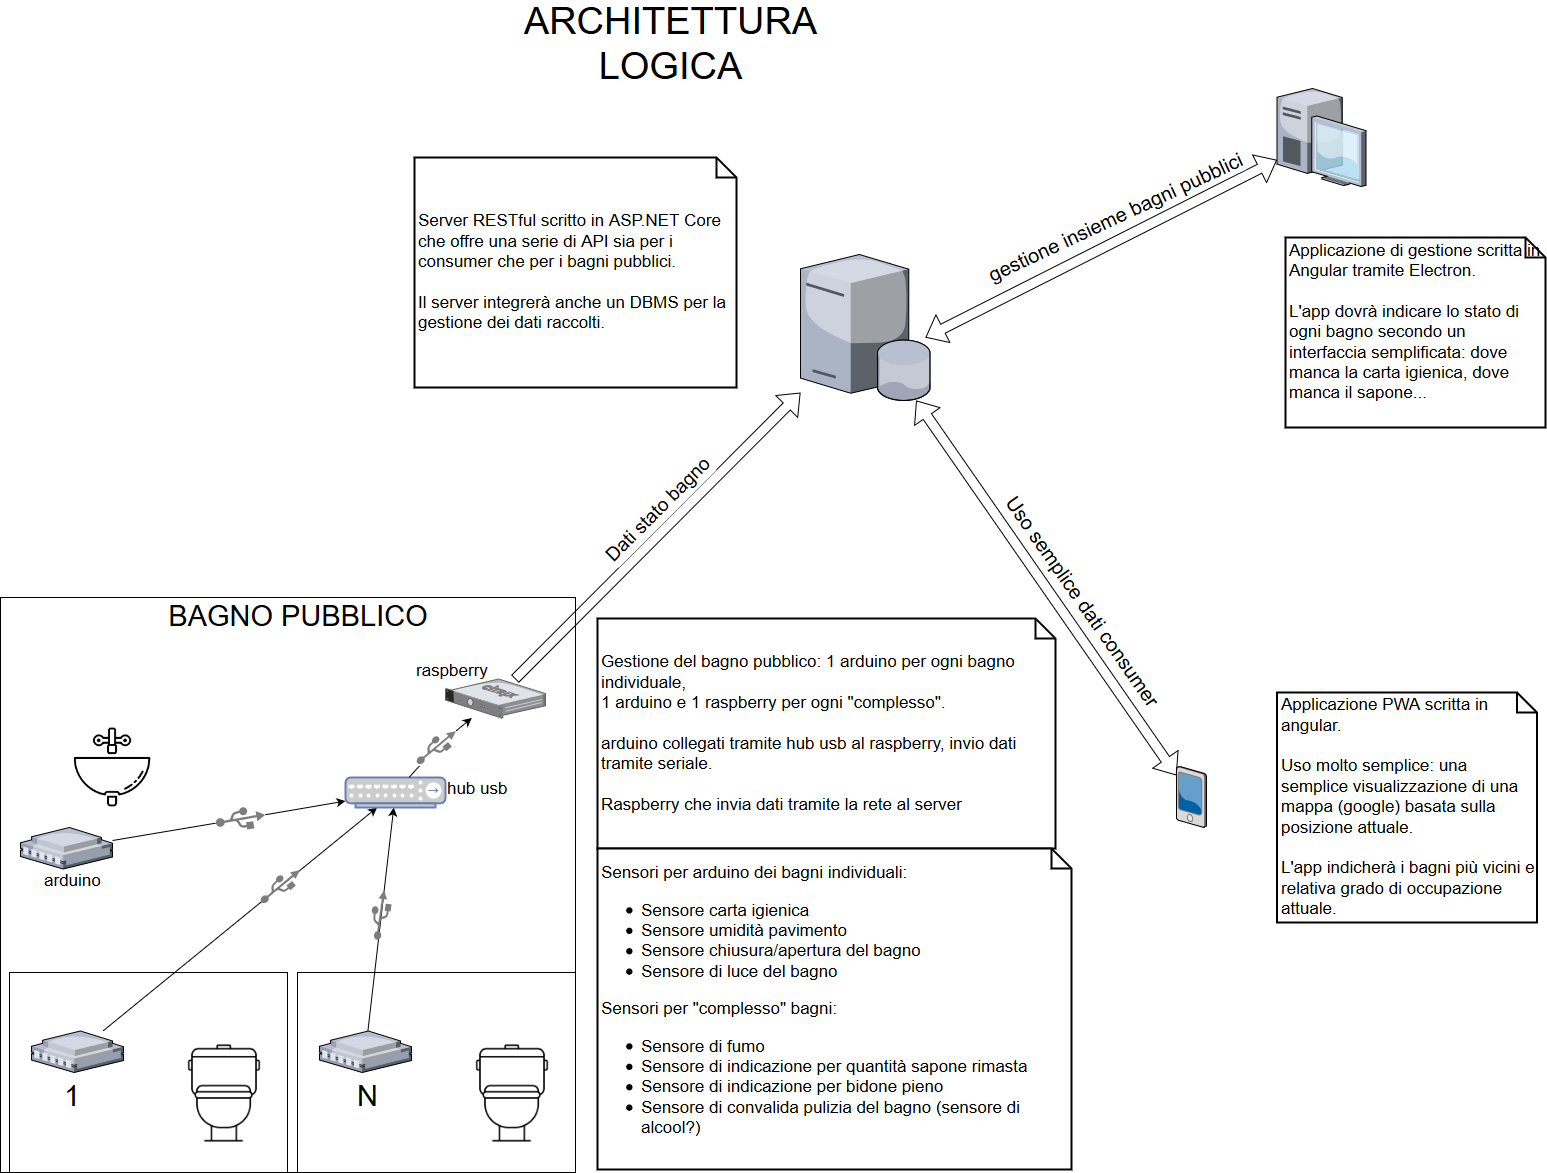 ARCHITETTURA
LOGICA
Server RESTful scritto in ASP.NET Core
che offre una serie di API sia per i
consumer che per i bagni pubblici.
Il server integrerà anche un DBMS per la
gestione dei dati raccolti.
gestione insieme bagni pubblici
Applicazione di gestione scritta in
Angular tramite Electron.
L'app dovrà indicare lo stato di
ogni bagno secondo un
interfaccia semplificata: dove
manca la carta igienica, dove
manca il sapone...
Dati stato bagno
Uso semplice dati consumer
BAGNO PUBBLICO
raspberry
citrix
hub usb
arduino
1
N
Gestione del bagno pubblico: 1 arduino per ogni bagno
individuale,
1 arduino e 1 raspberry per ogni "complesso".
arduino collegati tramite hub usb al raspberry, invio dati
tramite seriale.
Raspberry che invia dati tramite la rete al server
Sensori per arduino dei bagni individuali:
• Sensore carta igienica
• Sensore umidità pavimento
• Sensore chiusura/apertura del bagno
• Sensore di luce del bagno
Sensori per "complesso" bagni:
• Sensore di fumo
• Sensore di indicazione per quantità sapone rimasta
• Sensore di indicazione per bidone pieno
• Sensore di convalida pulizia del bagno (sensore di
alcool?)
Applicazione PWA scritta in
angular.
Uso molto semplice: una
semplice visualizzazione di una
mappa (google) basata sulla
posizione attuale.
L'app indicherà i bagni più vicini e
relativa grado di occupazione
attuale.